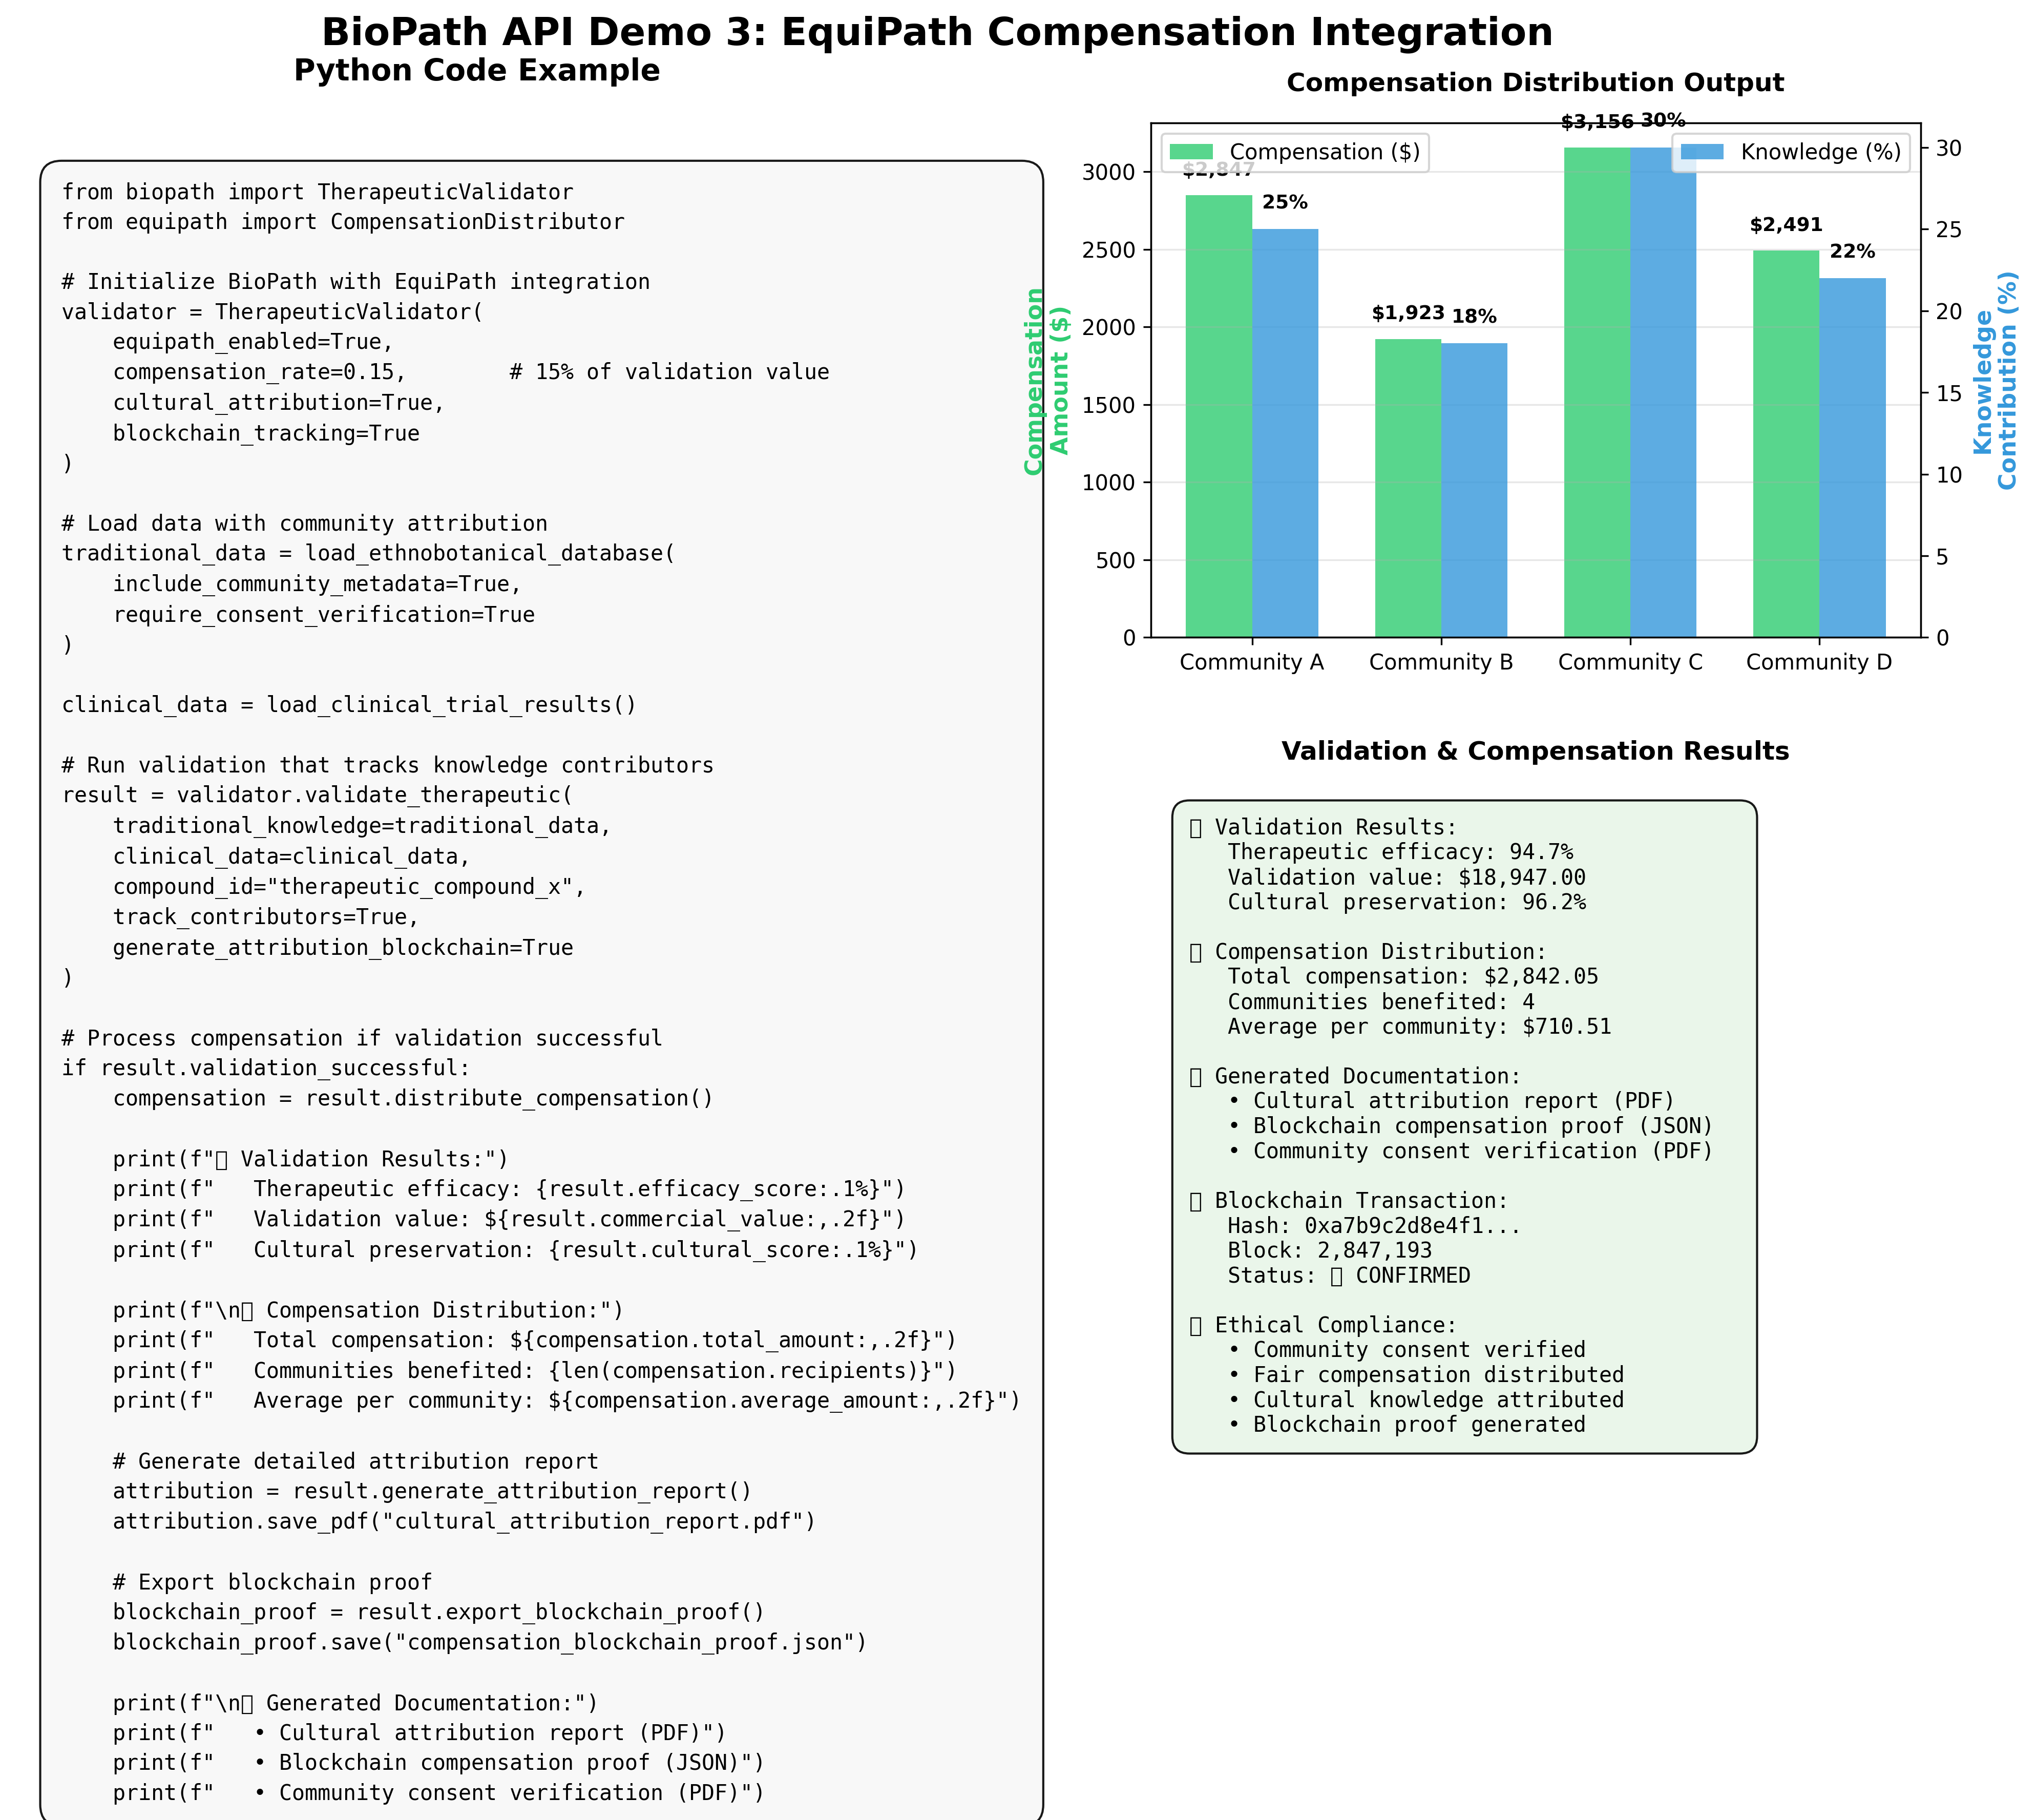 BioPath API Demo 3: EquiPath Compensation Integration
Python Code Example
from biopath import TherapeuticValidator
from equipath import CompensationDistributor
# Initialize BioPath with EquiPath integration
validator = TherapeuticValidator(
    equipath_enabled=True,
    compensation_rate=0.15,        # 15% of validation value
    cultural_attribution=True,
    blockchain_tracking=True
)
# Load data with community attribution
traditional_data = load_ethnobotanical_database(
    include_community_metadata=True,
    require_consent_verification=True
)
clinical_data = load_clinical_trial_results()
# Run validation that tracks knowledge contributors
result = validator.validate_therapeutic(
    traditional_knowledge=traditional_data,
    clinical_data=clinical_data,
    compound_id="therapeutic_compound_x",
    track_contributors=True,
    generate_attribution_blockchain=True
)
# Process compensation if validation successful
if result.validation_successful:
    compensation = result.distribute_compensation()
    print(f"▯ Validation Results:")
    print(f"   Therapeutic efficacy: {result.efficacy_score:.1%}")
    print(f"   Validation value: ${result.commercial_value:,.2f}")
    print(f"   Cultural preservation: {result.cultural_score:.1%}")
    print(f"\n▯ Compensation Distribution:")
    print(f"   Total compensation: ${compensation.total_amount:,.2f}")
    print(f"   Communities benefited: {len(compensation.recipients)}")
    print(f"   Average per community: ${compensation.average_amount:,.2f}")
    # Generate detailed attribution report
    attribution = result.generate_attribution_report()
    attribution.save_pdf("cultural_attribution_report.pdf")
    # Export blockchain proof
    blockchain_proof = result.export_blockchain_proof()
    blockchain_proof.save("compensation_blockchain_proof.json")
    print(f"\n▯ Generated Documentation:")
    print(f"   • Cultural attribution report (PDF)")
    print(f"   • Blockchain compensation proof (JSON)")
    print(f"   • Community consent verification (PDF)")
Compensation Distribution Output
Compensation ($)
Knowledge (%)
$2,847
25%
$1,923
18%
$3,156
30%
$2,491
22%
Compensation
Amount ($)
3000
2500
2000
1500
1000
500
0
Knowledge
Contribution (%)
30
25
20
15
10
5
0
Community A
Community B
Community C
Community D
Validation & Compensation Results
▯ Validation Results:
   Therapeutic efficacy: 94.7%
   Validation value: $18,947.00
   Cultural preservation: 96.2%
▯ Compensation Distribution:
   Total compensation: $2,842.05
   Communities benefited: 4
   Average per community: $710.51
▯ Generated Documentation:
   • Cultural attribution report (PDF)
   • Blockchain compensation proof (JSON)
   • Community consent verification (PDF)
▯ Blockchain Transaction:
   Hash: 0xa7b9c2d8e4f1...
   Block: 2,847,193
   Status: ▯ CONFIRMED
▯ Ethical Compliance:
   • Community consent verified
   • Fair compensation distributed
   • Cultural knowledge attributed
   • Blockchain proof generated